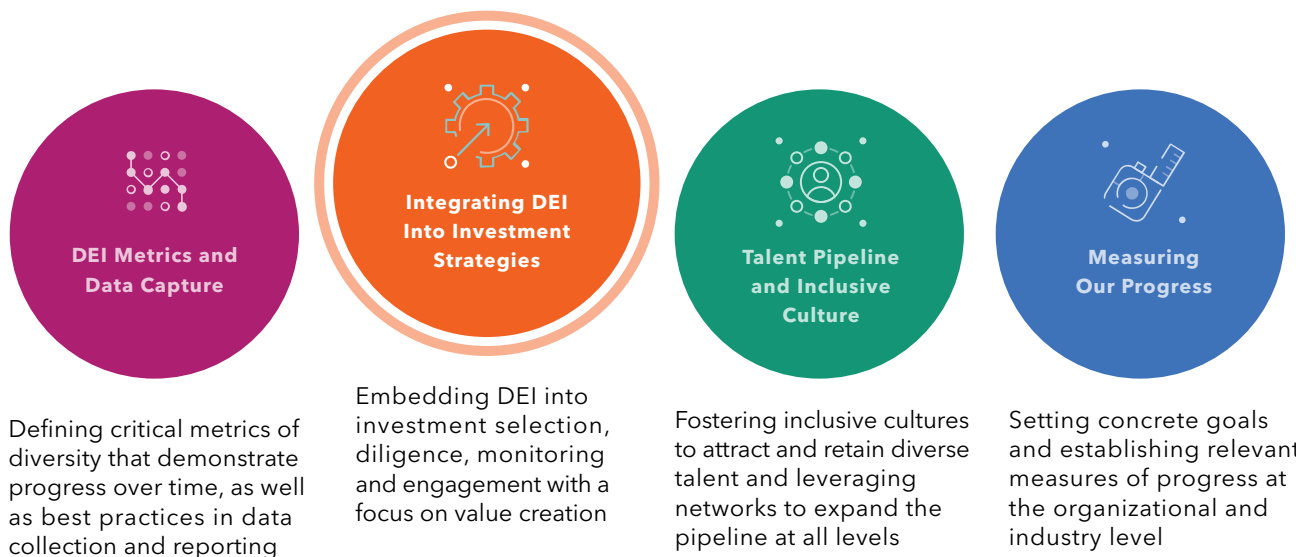 DEI Metrics and
Data Capture
Defining critical metrics of
diversity that demonstrate
progress over time, as well
as best practices in data
collection and reporting
Integrating DEI
Into Investment
Strategies
Embedding DEI into
investment selection,
diligence, monitoring
and engagement with a
focus on value creation
Talent Pipeline
and Inclusive
Culture
Fostering inclusive cultures
to attract and retain diverse
talent and leveraging
networks to expand the
pipeline at all levels
Measuring
Our Progress
Setting concrete goals
and establishing relevant
measures of progress at
the organizational and
industry level